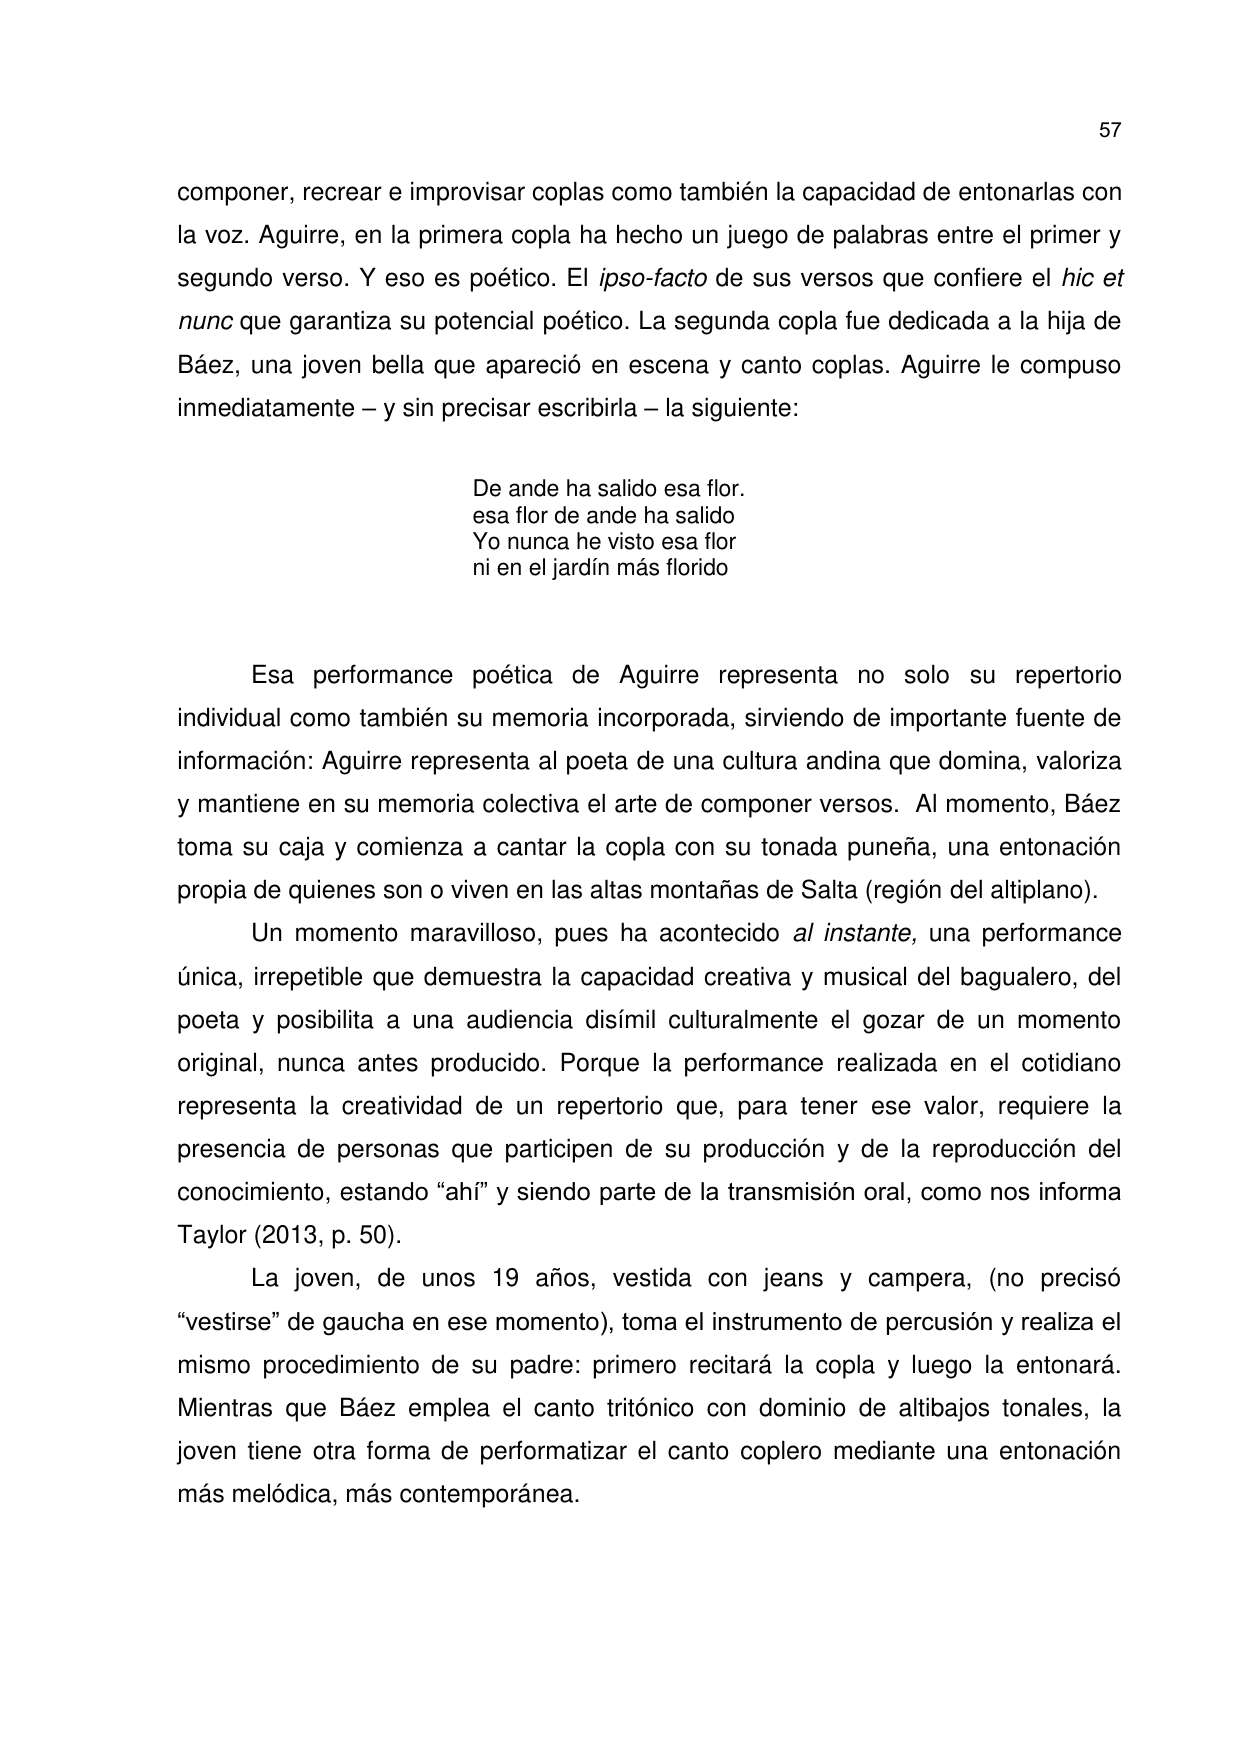 57
componer, recrear e improvisar coplas como también la capacidad de entonarlas con
la voz. Aguirre, en la primera copla ha hecho un juego de palabras entre el primer y
segundo verso. Y eso es poético. El ipso-facto de sus versos que confiere el hic et
nunc que garantiza su potencial poético. La segunda copla fue dedicada a la hija de
Báez, una joven bella que apareció en escena y canto coplas. Aguirre le compuso
inmediatamente – y sin precisar escribirla – la siguiente:
De ande ha salido esa flor.
esa flor de ande ha salido
Yo nunca he visto esa flor
ni en el jardín más florido
Esa performance poética de Aguirre representa no solo su repertorio
individual como también su memoria incorporada, sirviendo de importante fuente de
información: Aguirre representa al poeta de una cultura andina que domina, valoriza
y mantiene en su memoria colectiva el arte de componer versos.  Al momento, Báez
toma su caja y comienza a cantar la copla con su tonada puneña, una entonación
propia de quienes son o viven en las altas montañas de Salta (región del altiplano).
Un momento maravilloso, pues ha acontecido al instante, una performance
única, irrepetible que demuestra la capacidad creativa y musical del bagualero, del
poeta y posibilita a una audiencia disímil culturalmente el gozar de un momento
original, nunca antes producido. Porque la performance realizada en el cotidiano
representa la creatividad de un repertorio que, para tener ese valor, requiere la
presencia de personas que participen de su producción y de la reproducción del
conocimiento, estando “ahí” y siendo parte de la transmisión oral, como nos informa
Taylor (2013, p. 50).
La joven, de unos 19 años, vestida con jeans y campera, (no precisó
“vestirse” de gaucha en ese momento), toma el instrumento de percusión y realiza el
mismo procedimiento de su padre: primero recitará la copla y luego la entonará.
Mientras que Báez emplea el canto tritónico con dominio de altibajos tonales, la
joven tiene otra forma de performatizar el canto coplero mediante una entonación
más melódica, más contemporánea.